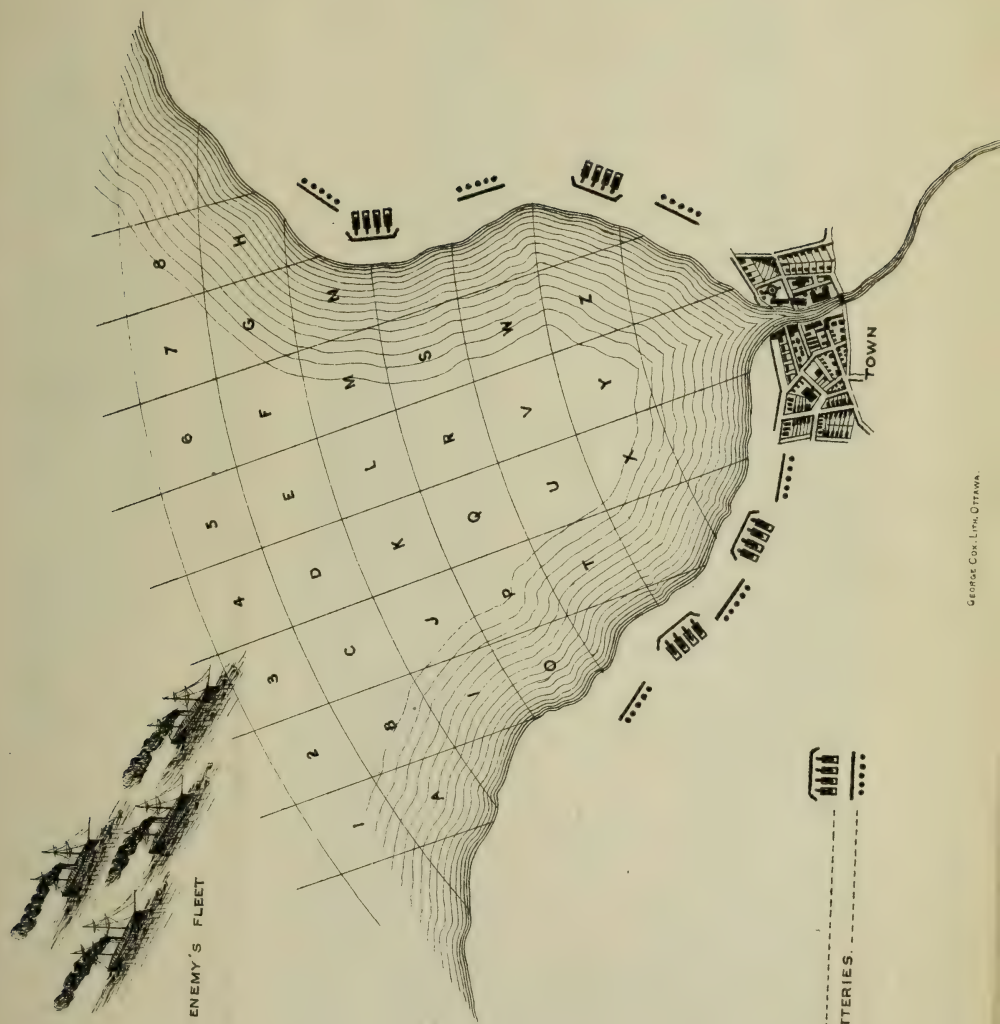 ENEMY'S FLEET
1 2 3 4 5 6 7 8
A B C D E F G H
I J K L M N
O P Q R S
T U V W
X Y Z
TOWN
TTERIES.
GEORGE COX, LITH, OTTAWA.